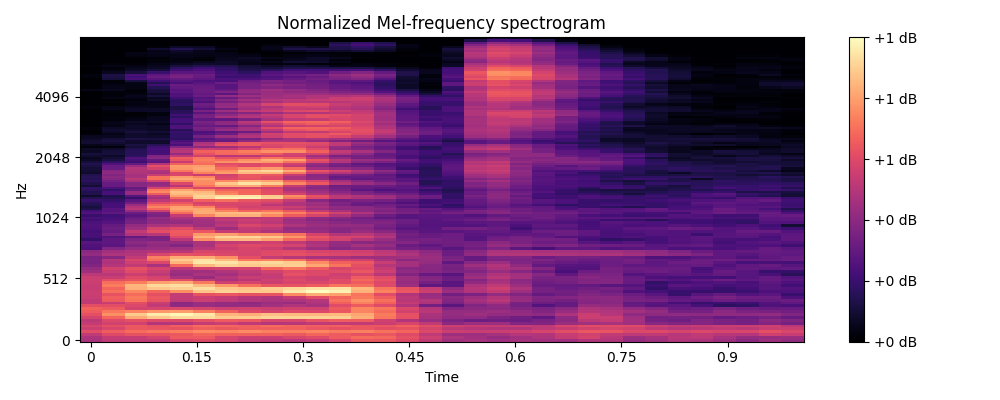 Normalized Mel-frequency spectrogram
+1 dB
4096
+1 dB
2048
+1 dB
Hz
1024
+0 dB
512
+0 dB
0
+0 dB
0 0.15 0.3 0.45 0.6 0.75 0.9
Time